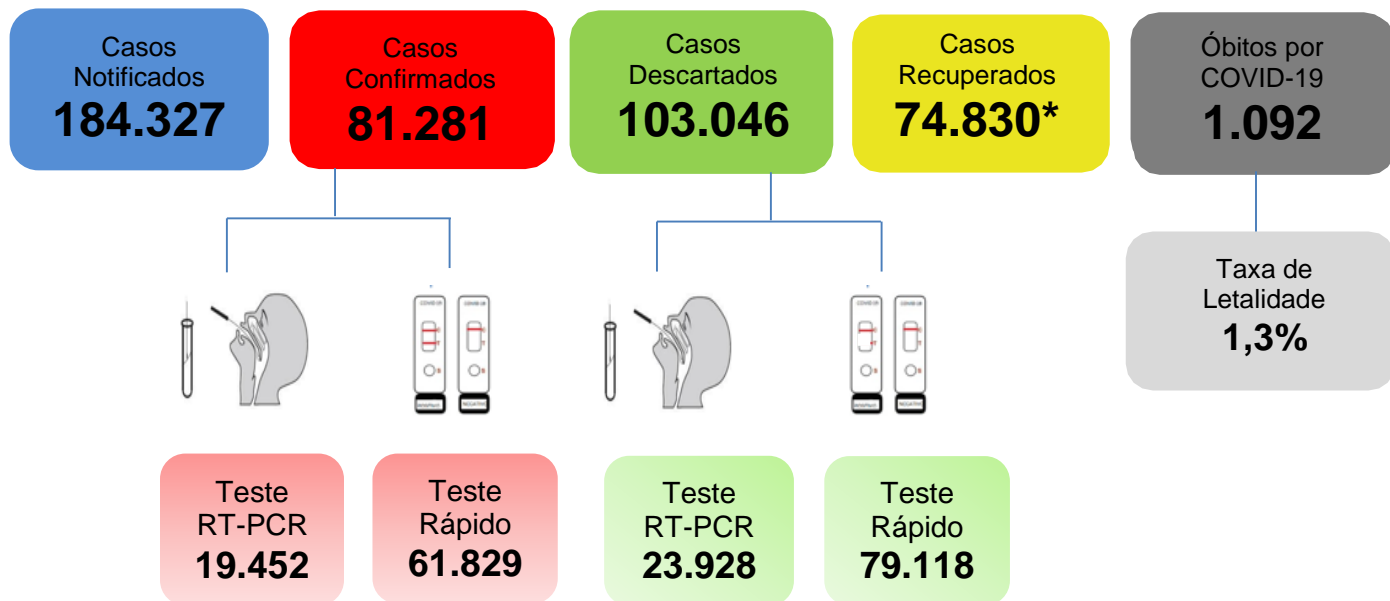 Casos
Notificados
184.327
Casos
Confirmados
81.281
Casos
Descartados
103.046
Casos
Recuperados
74.830*
Óbitos por
COVID-19
1.092
Taxa de
Letalidade
1,3%
Teste
RT-PCR
19.452
Teste
Rápido
61.829
Teste
RT-PCR
23.928
Teste
Rápido
79.118